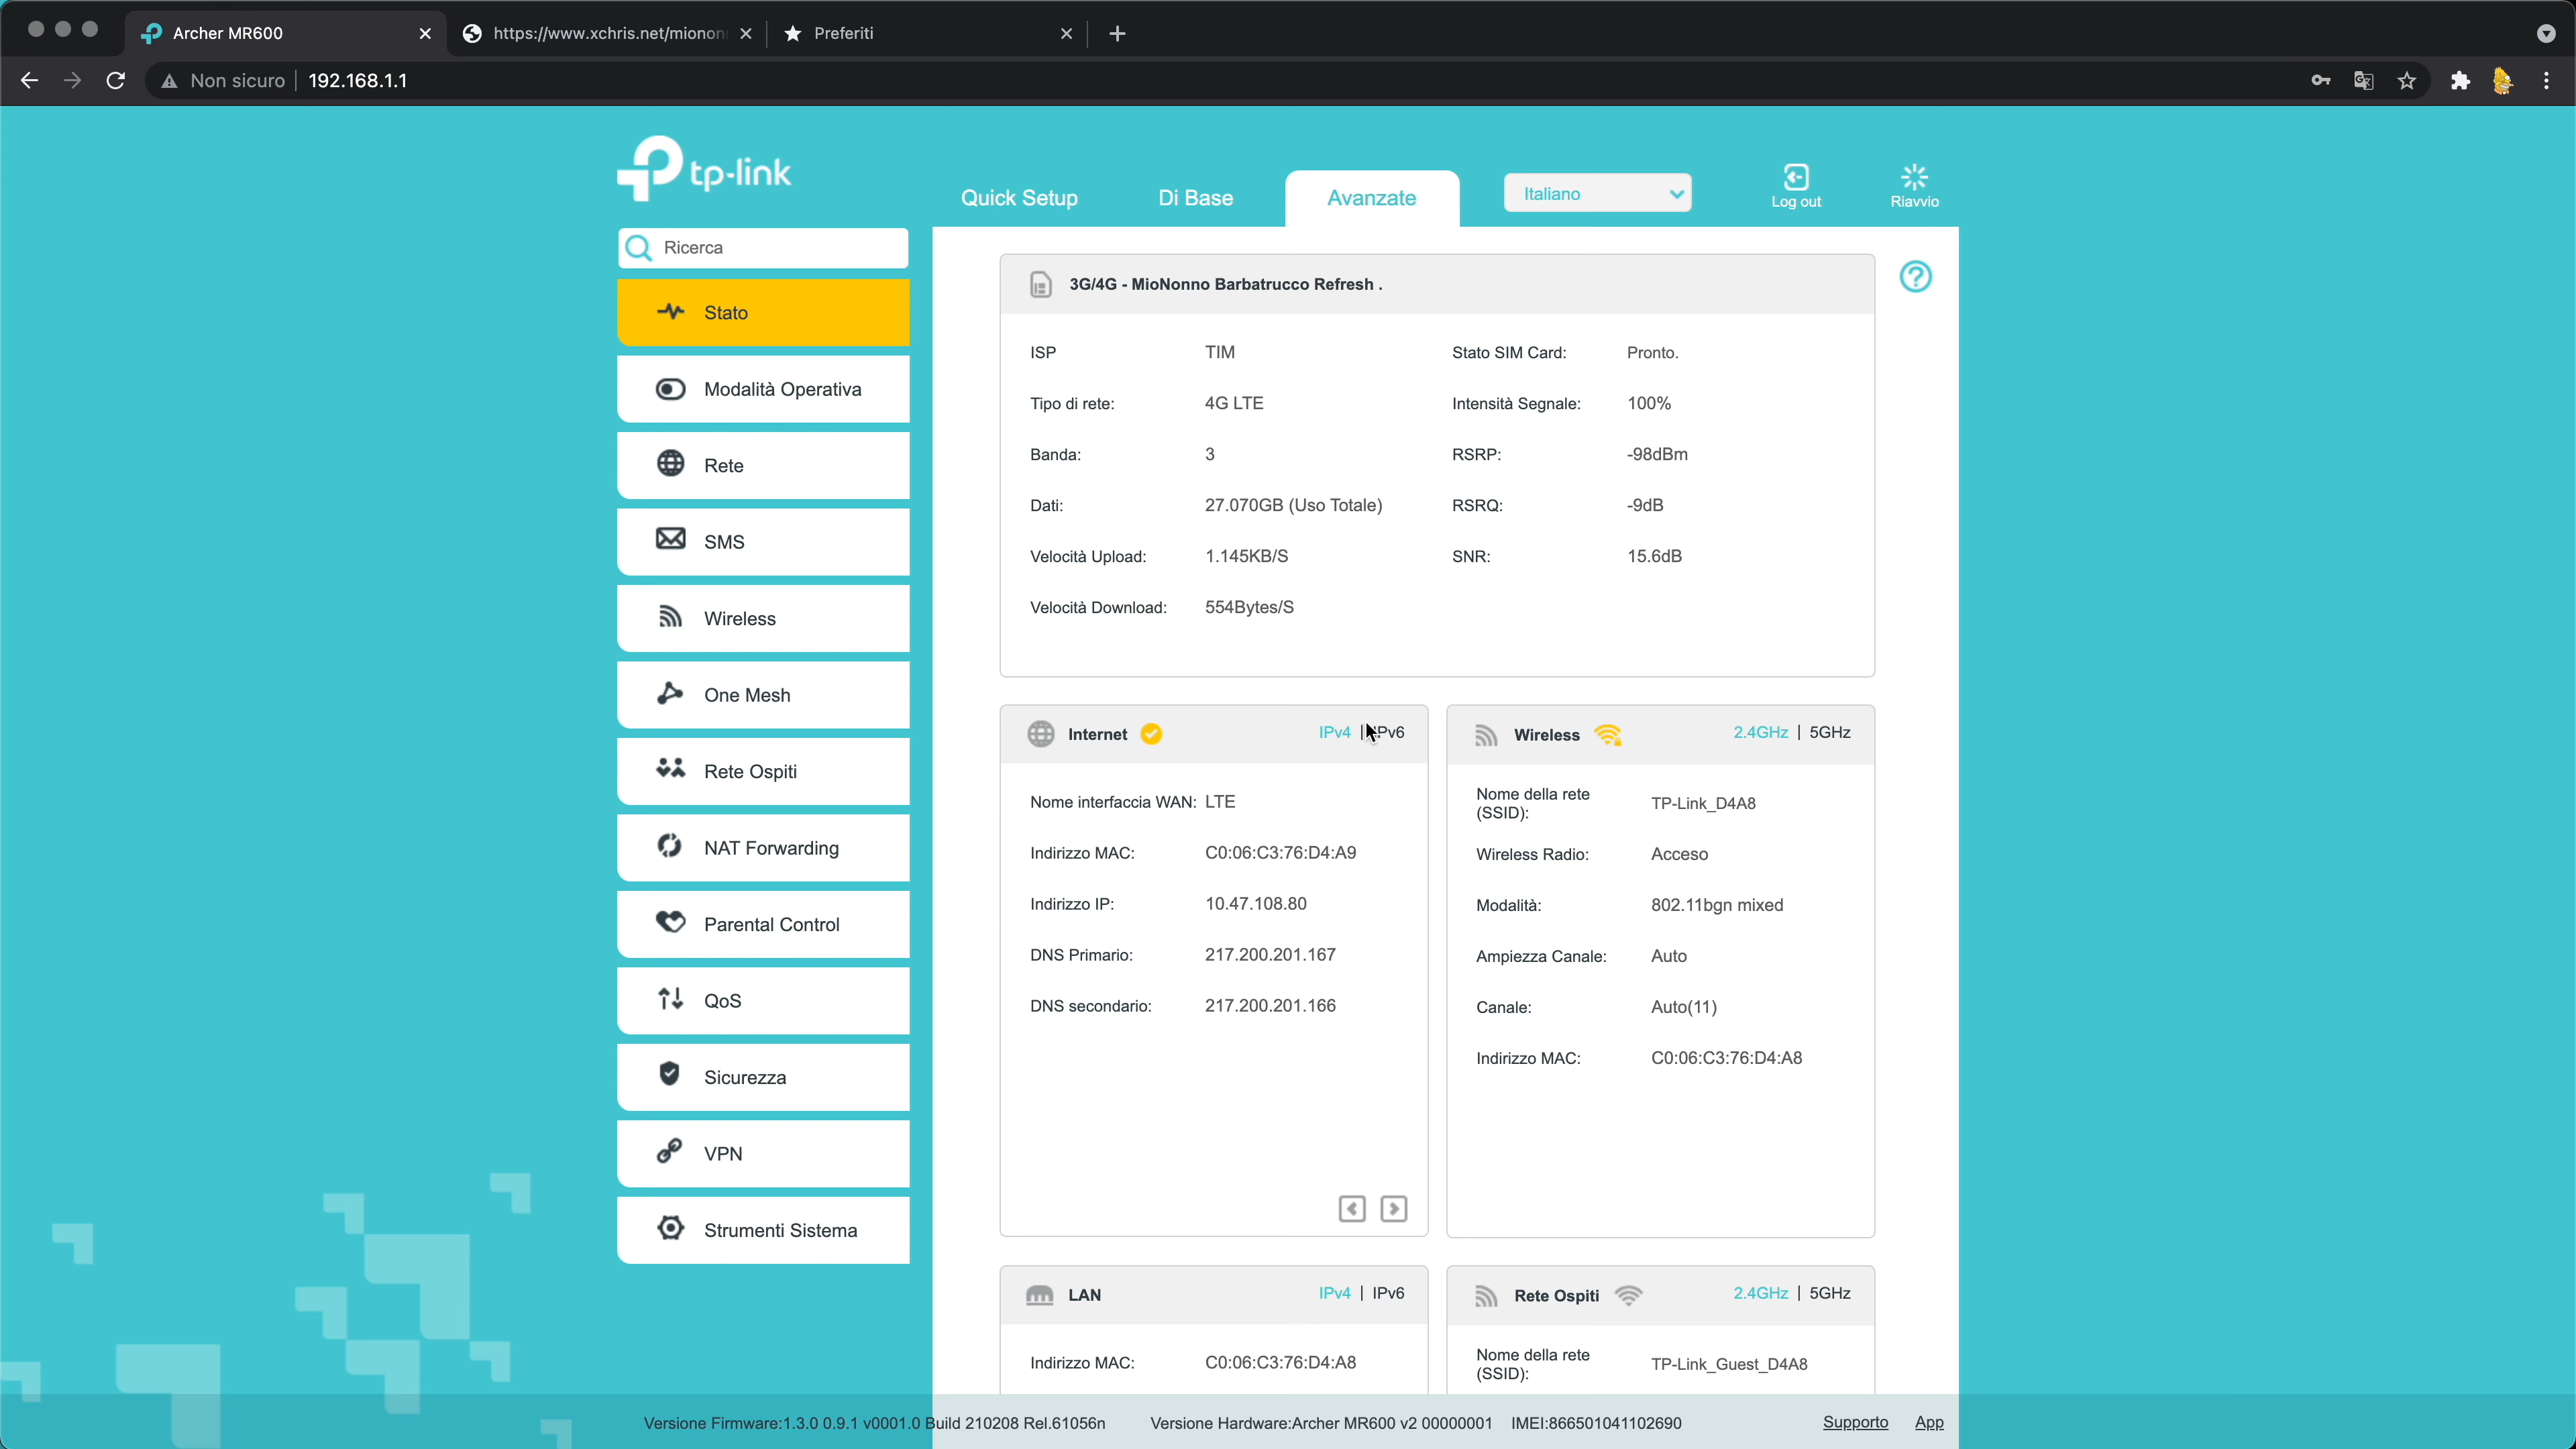 Archer MR600
https://www.xchris.net/mionon
Preferiti
Non sicuro
192.168.1.1
tp-link
Quick Setup
Di Base
Avanzate
Italiano
Log out
Riavvio
Ricerca
Stato
Modalità Operativa
Rete
SMS
Wireless
One Mesh
Rete Ospiti
NAT Forwarding
Parental Control
QoS
Sicurezza
VPN
Strumenti Sistema
3G/4G - MioNonno Barbatrucco Refresh .
ISP TIM Stato SIM Card: Pronto.
Tipo di rete: 4G LTE Intensità Segnale: 100%
Banda: 3 RSRP: -98dBm
Dati: 27.070GB (Uso Totale) RSRQ: -9dB
Velocità Upload: 1.145KB/S SNR: 15.6dB
Velocità Download: 554Bytes/S
Internet IPv4 | IPv6
Nome interfaccia WAN: LTE
Indirizzo MAC: C0:06:C3:76:D4:A9
Indirizzo IP: 10.47.108.80
DNS Primario: 217.200.201.167
DNS secondario: 217.200.201.166
Wireless 2.4GHz | 5GHz
Nome della rete
(SSID): TP-Link_D4A8
Wireless Radio: Acceso
Modalità: 802.11bgn mixed
Ampiezza Canale: Auto
Canale: Auto(11)
Indirizzo MAC: C0:06:C3:76:D4:A8
LAN IPv4 | IPv6
Indirizzo MAC: C0:06:C3:76:D4:A8
Rete Ospiti 2.4GHz | 5GHz
Nome della rete
(SSID): TP-Link_Guest_D4A8
Versione Firmware:1.3.0 0.9.1 v0001.0 Build 210208 Rel.61056n Versione Hardware:Archer MR600 v2 00000001 IMEI:866501041102690 Supporto App